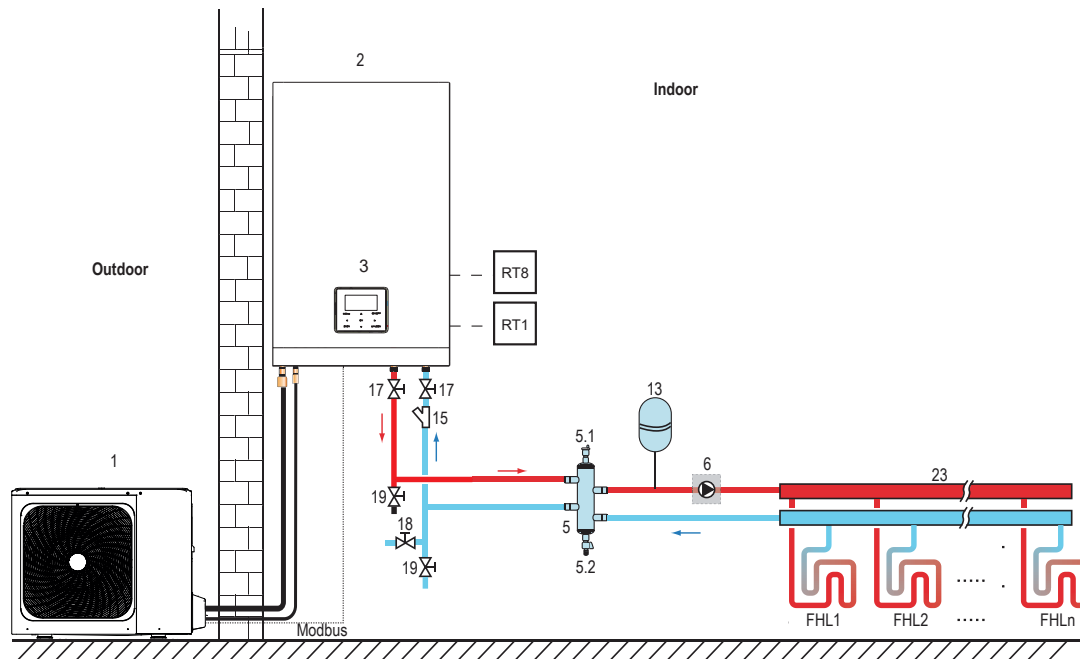 2
Indoor
Outdoor
3
RT8
RT1
17
17
15
13
5.1
6
1
23
19
18
5
19
5.2
FHL1
FHL2
.....
FHLn
.....
Modbus